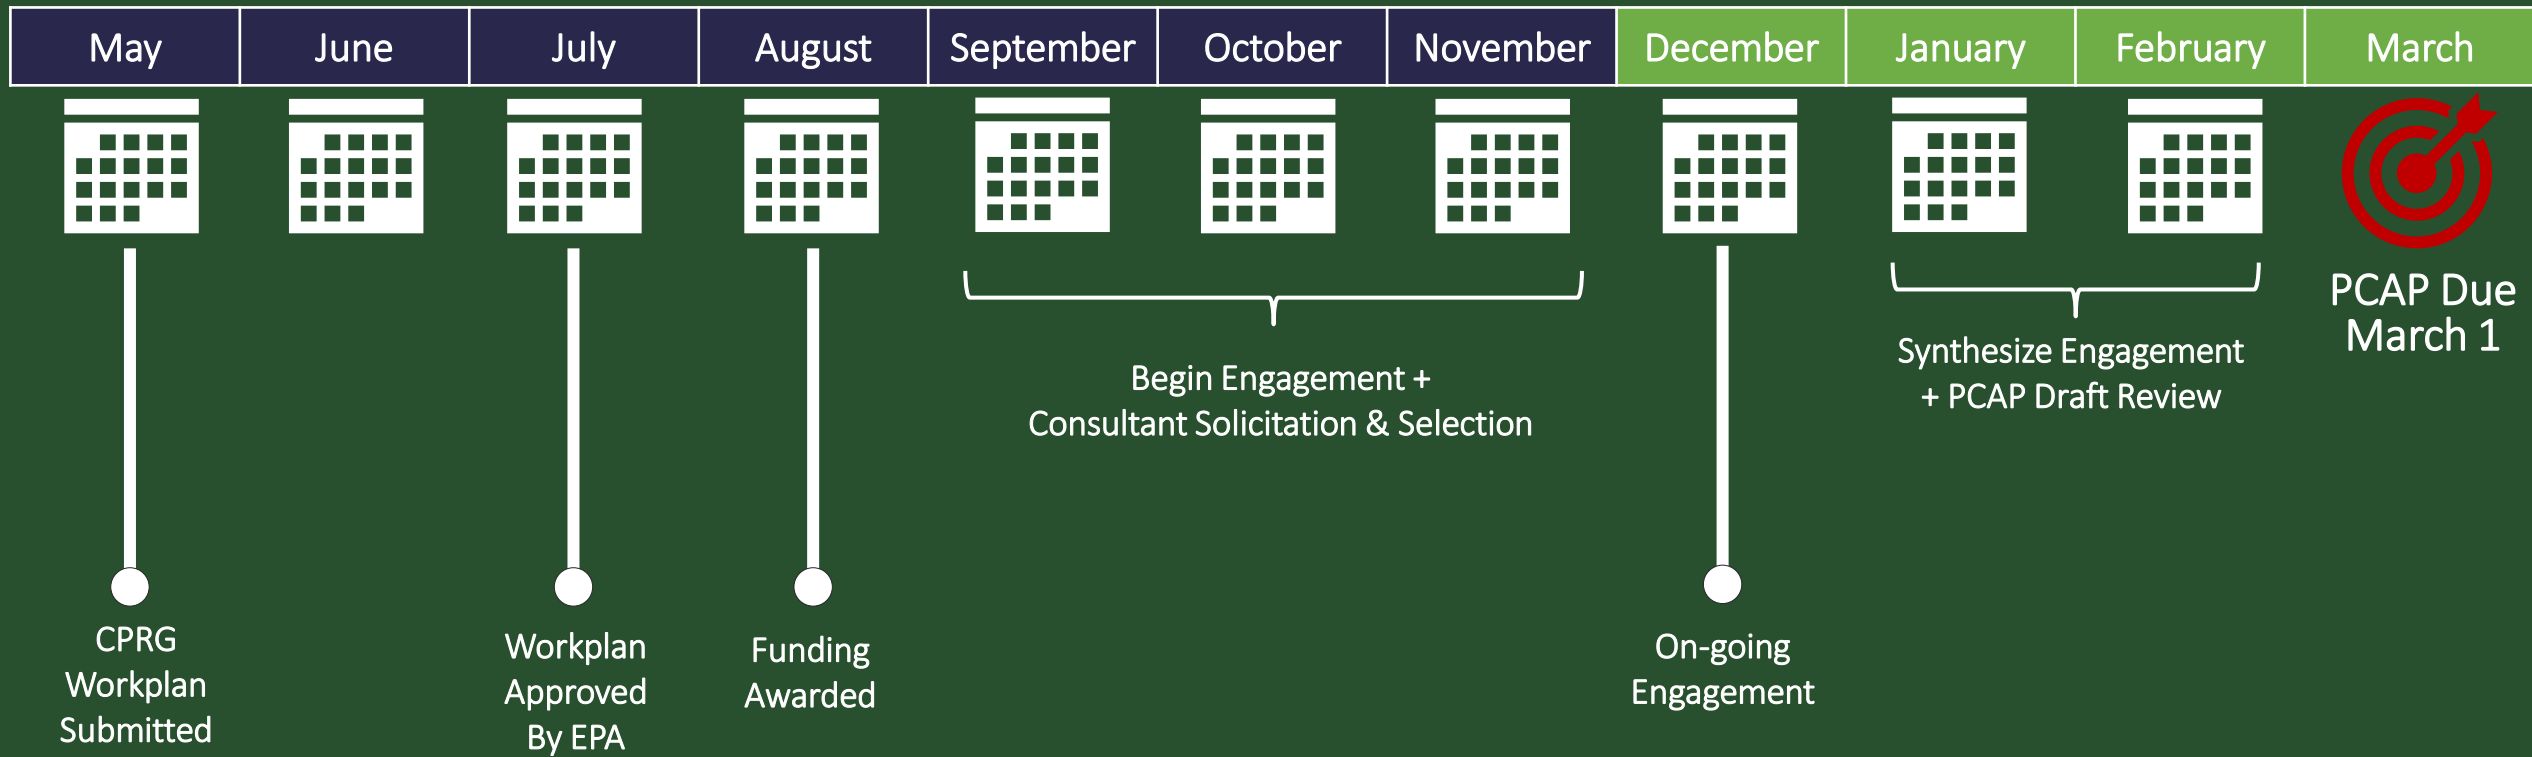 May
June
July
August
September
October
November
December
January
February
March
PCAP Due
March 1
Begin Engagement +
Consultant Solicitation & Selection
Synthesize Engagement
+ PCAP Draft Review
CPRG
Workplan
Submitted
Workplan
Approved
By EPA
Funding
Awarded
On-going
Engagement